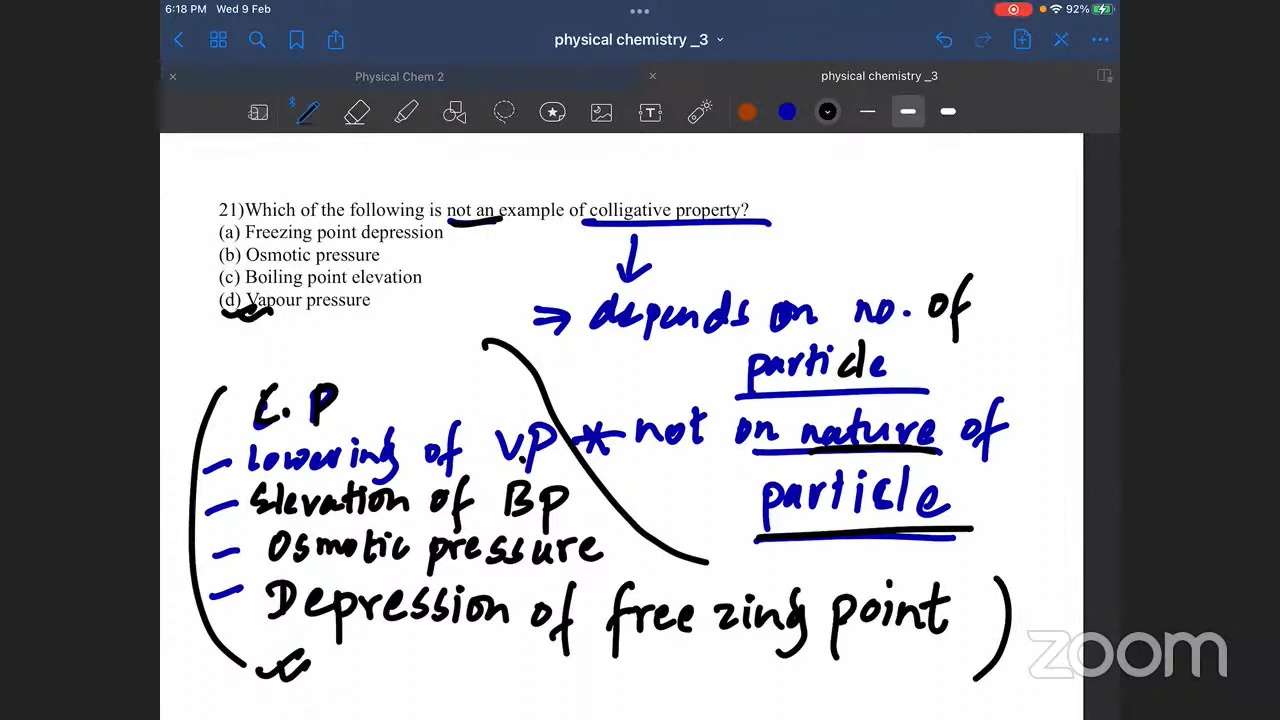 6:18 PM Wed 9 Feb
92%
physical chemistry _3
Physical Chem 2
physical chemistry _3
21)Which of the following is not an example of colligative property?
(a) Freezing point depression
(b) Osmotic pressure
(c) Boiling point elevation
(d) Vapour pressure
⇒ depends on no. of
particle
* not on nature of
particle
C.P
- Lowering of V.P
- Elevation of BP
- Osmotic pressure
- Depression of freezing point
zoom